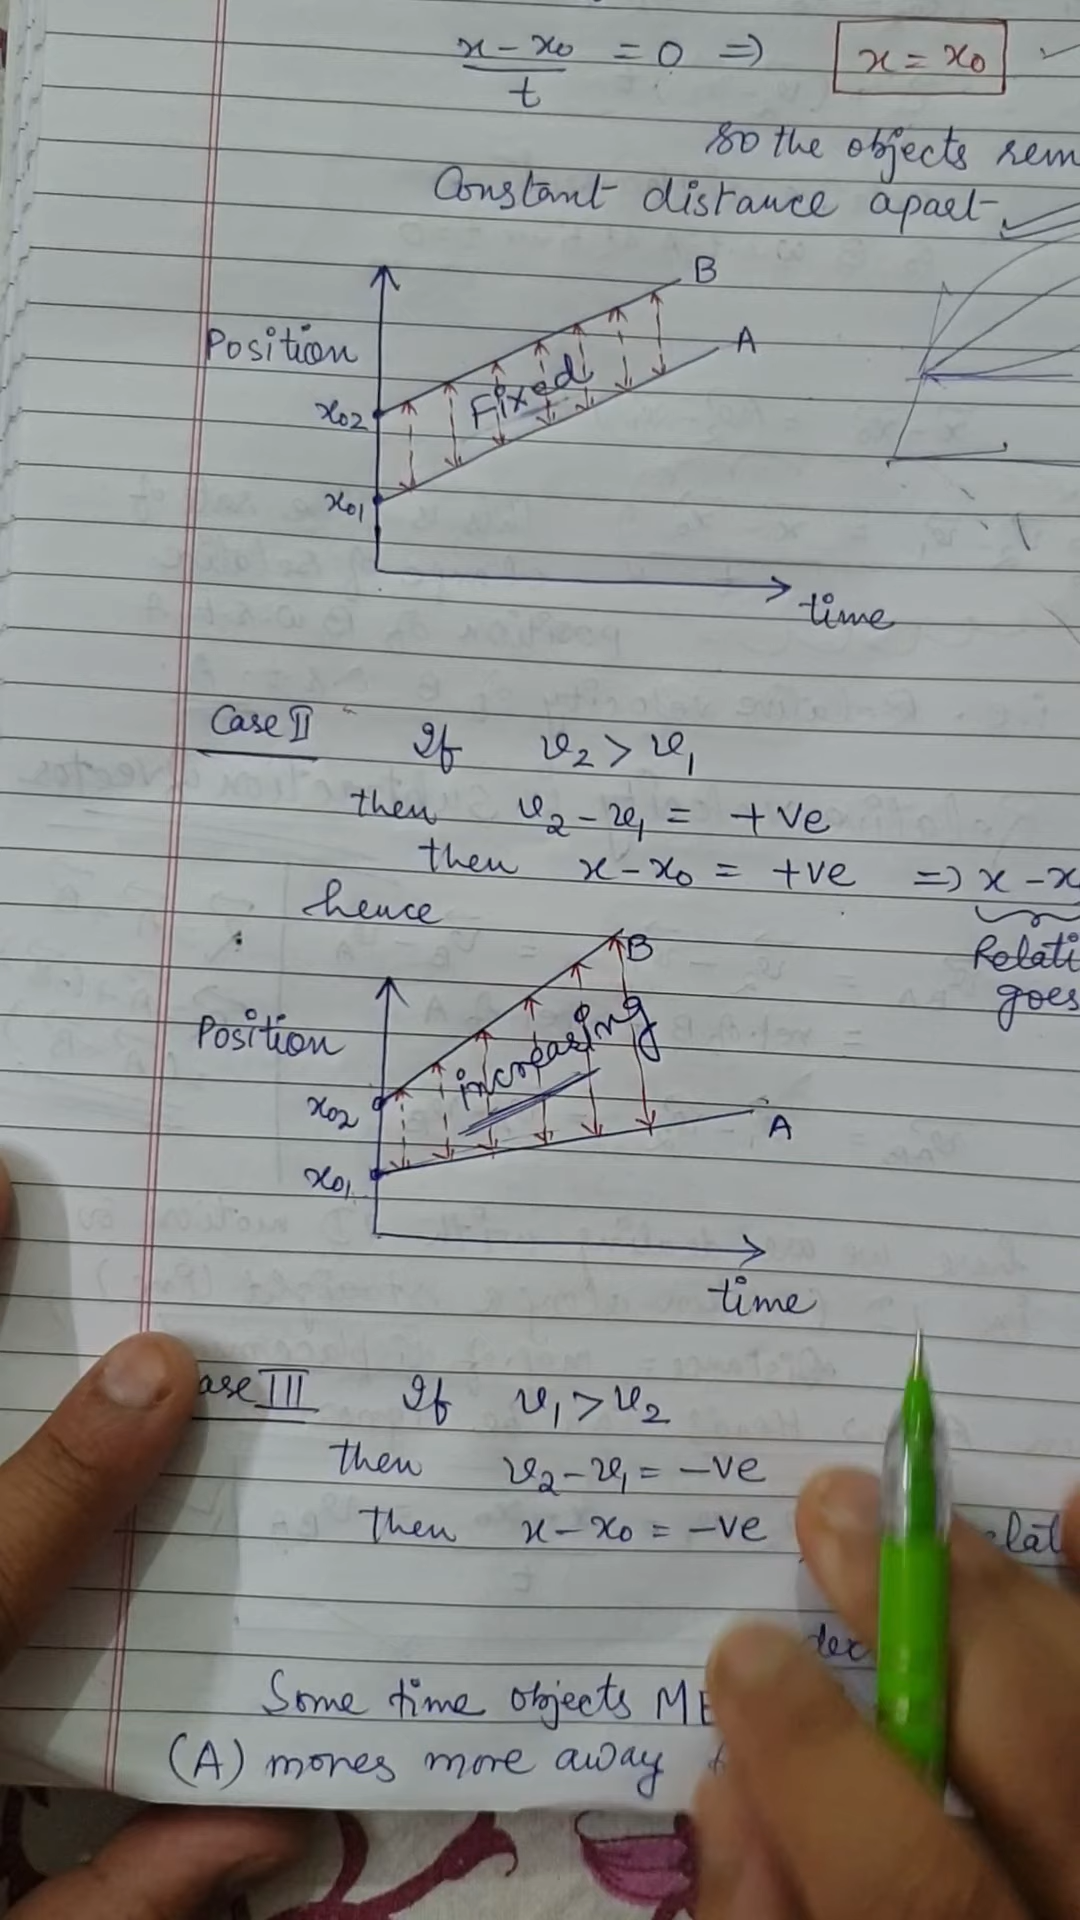 x - x₀ / t = 0 ⇒ x = x₀
so the objects rem
Constant distance apart
B
A
Position
Fixed
x₀₂
x₀₁
time
Case II If v₂ > v₁
then v₂ - v₁ = +ve
then x - x₀ = +ve ⇒ x - x
hence
Relati
goes
B
Position
increasing
x₀₂
A
x₀₁
time
ase III If v₁ > v₂
then v₂ - v₁ = -ve
then x - x₀ = -ve
Some time objects
(A) moves more away